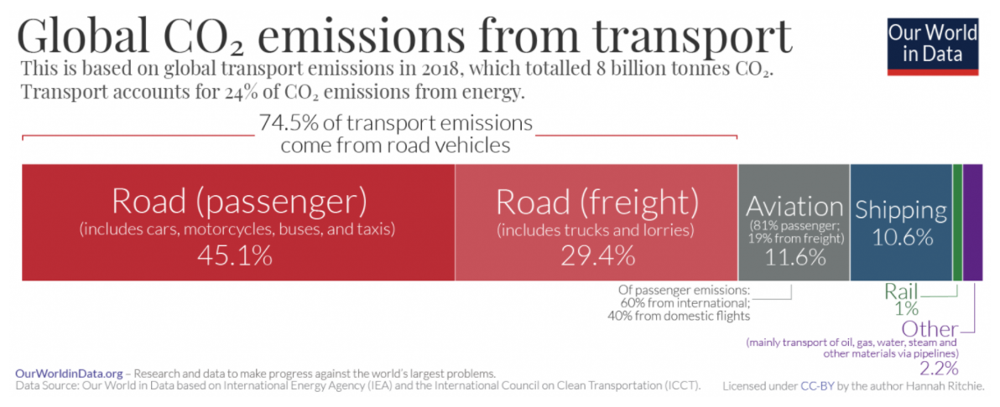 Global CO₂ emissions from transport
This is based on global transport emissions in 2018, which totalled 8 billion tonnes CO₂.
Transport accounts for 24% of CO₂ emissions from energy.
Our World
in Data
74.5% of transport emissions
come from road vehicles
Road (passenger)
(includes cars, motorcycles, buses, and taxis)
45.1%
Road (freight)
(includes trucks and lorries)
29.4%
Aviation
(81% passenger;
19% from freight)
11.6%
Shipping
10.6%
Of passenger emissions:
60% from international;
40% from domestic flights
Rail
1%
Other
(mainly transport of oil, gas, water, steam and
other materials via pipelines)
2.2%
OurWorldinData.org – Research and data to make progress against the world's largest problems.
Data Source: Our World in Data based on International Energy Agency (IEA) and the International Council on Clean Transportation (ICCT).
Licensed under CC-BY by the author Hannah Ritchie.